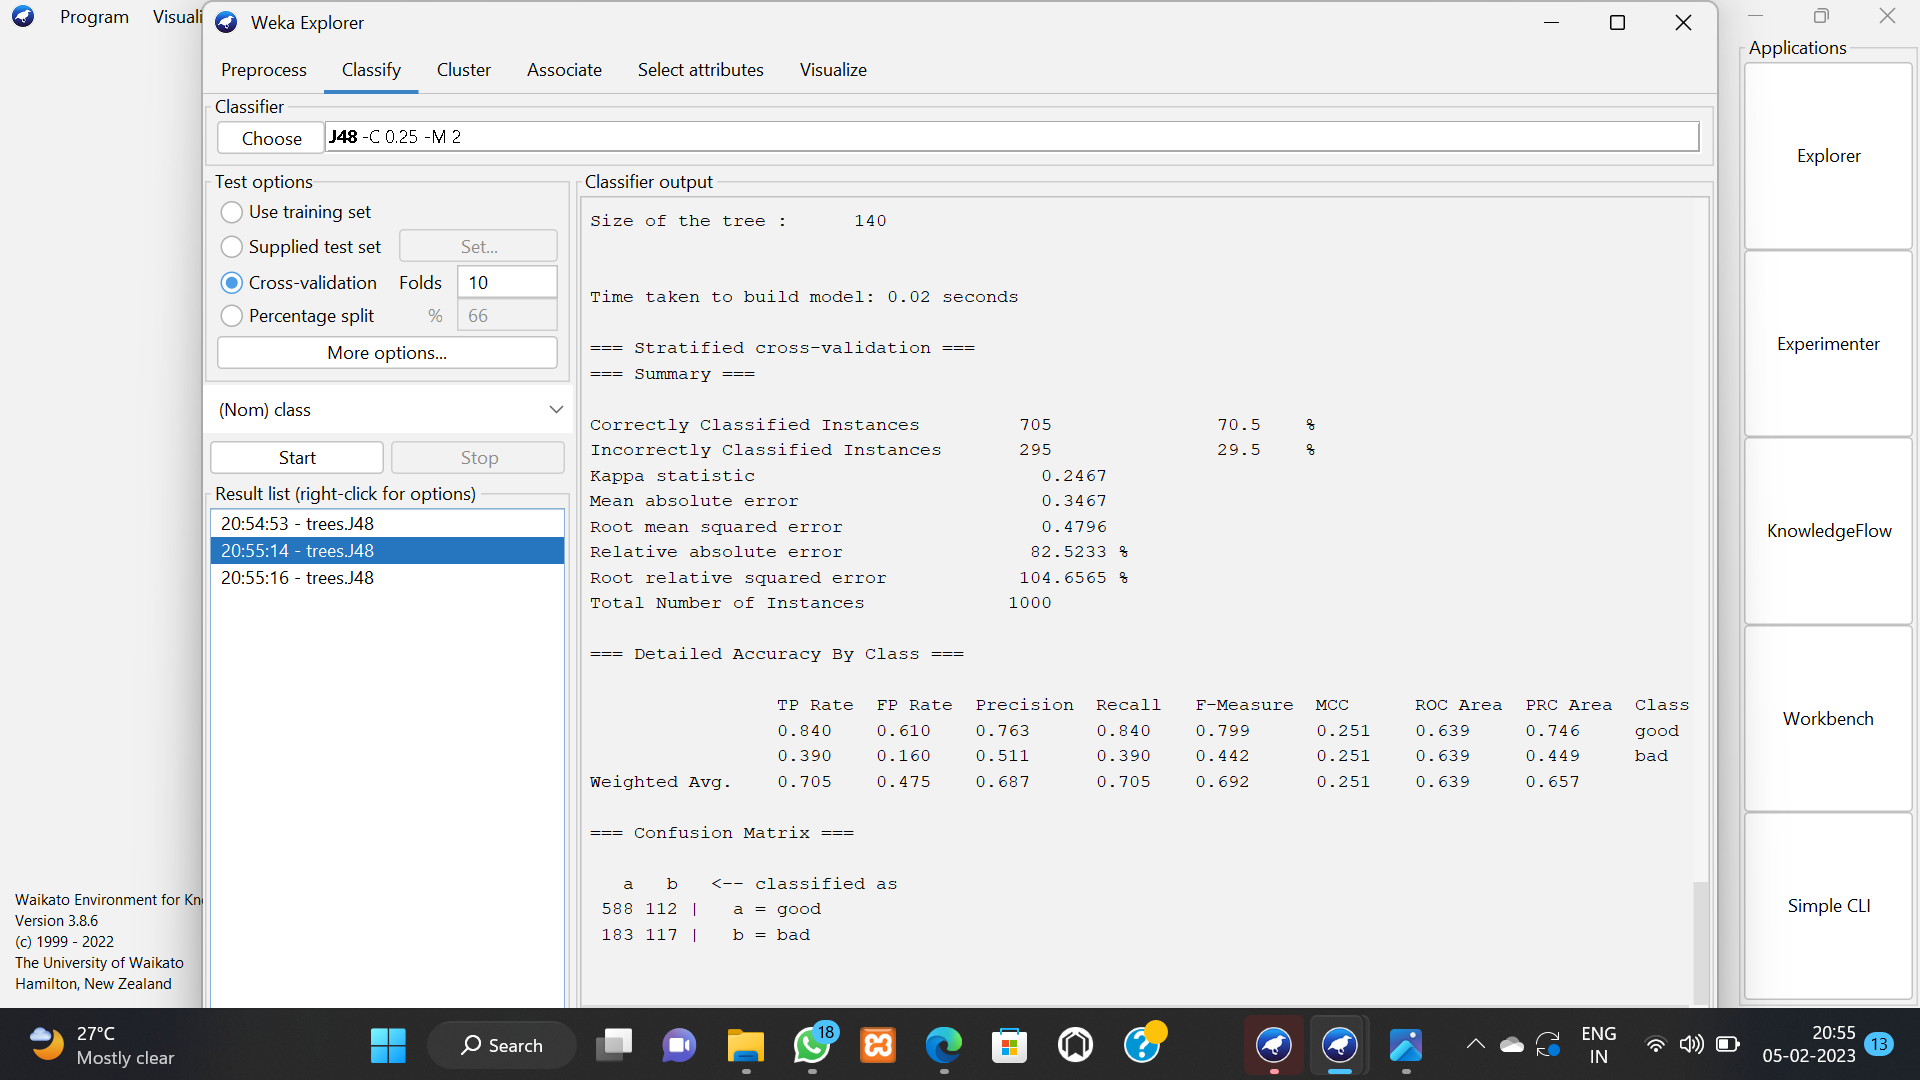 Program Visuali
Weka Explorer
Applications
Preprocess Classify Cluster Associate Select attributes Visualize
Classifier
Choose J48 -C 0.25 -M 2
Test options
Use training set
Supplied test set Set...
Cross-validation Folds 10
Percentage split % 66
More options...
(Nom) class
Start Stop
Result list (right-click for options)
20:54:53 - trees.J48
20:55:14 - trees.J48
20:55:16 - trees.J48
Classifier output
Size of the tree : 140
Time taken to build model: 0.02 seconds
=== Stratified cross-validation ===
=== Summary ===
Correctly Classified Instances 705 70.5 %
Incorrectly Classified Instances 295 29.5 %
Kappa statistic 0.2467
Mean absolute error 0.3467
Root mean squared error 0.4796
Relative absolute error 82.5233 %
Root relative squared error 104.6565 %
Total Number of Instances 1000
=== Detailed Accuracy By Class ===
TP Rate FP Rate Precision Recall F-Measure MCC ROC Area PRC Area Class
0.840 0.610 0.763 0.840 0.799 0.251 0.639 0.746 good
0.390 0.160 0.511 0.390 0.442 0.251 0.639 0.449 bad
Weighted Avg. 0.705 0.475 0.687 0.705 0.692 0.251 0.639 0.657
=== Confusion Matrix ===
a b <-- classified as
588 112 | a = good
183 117 | b = bad
Explorer
Experimenter
KnowledgeFlow
Workbench
Simple CLI
Waikato Environment for Kn
Version 3.8.6
(c) 1999 - 2022
The University of Waikato
Hamilton, New Zealand
27°C
Mostly clear
Search
18
ENG
IN
20:55
05-02-2023
13